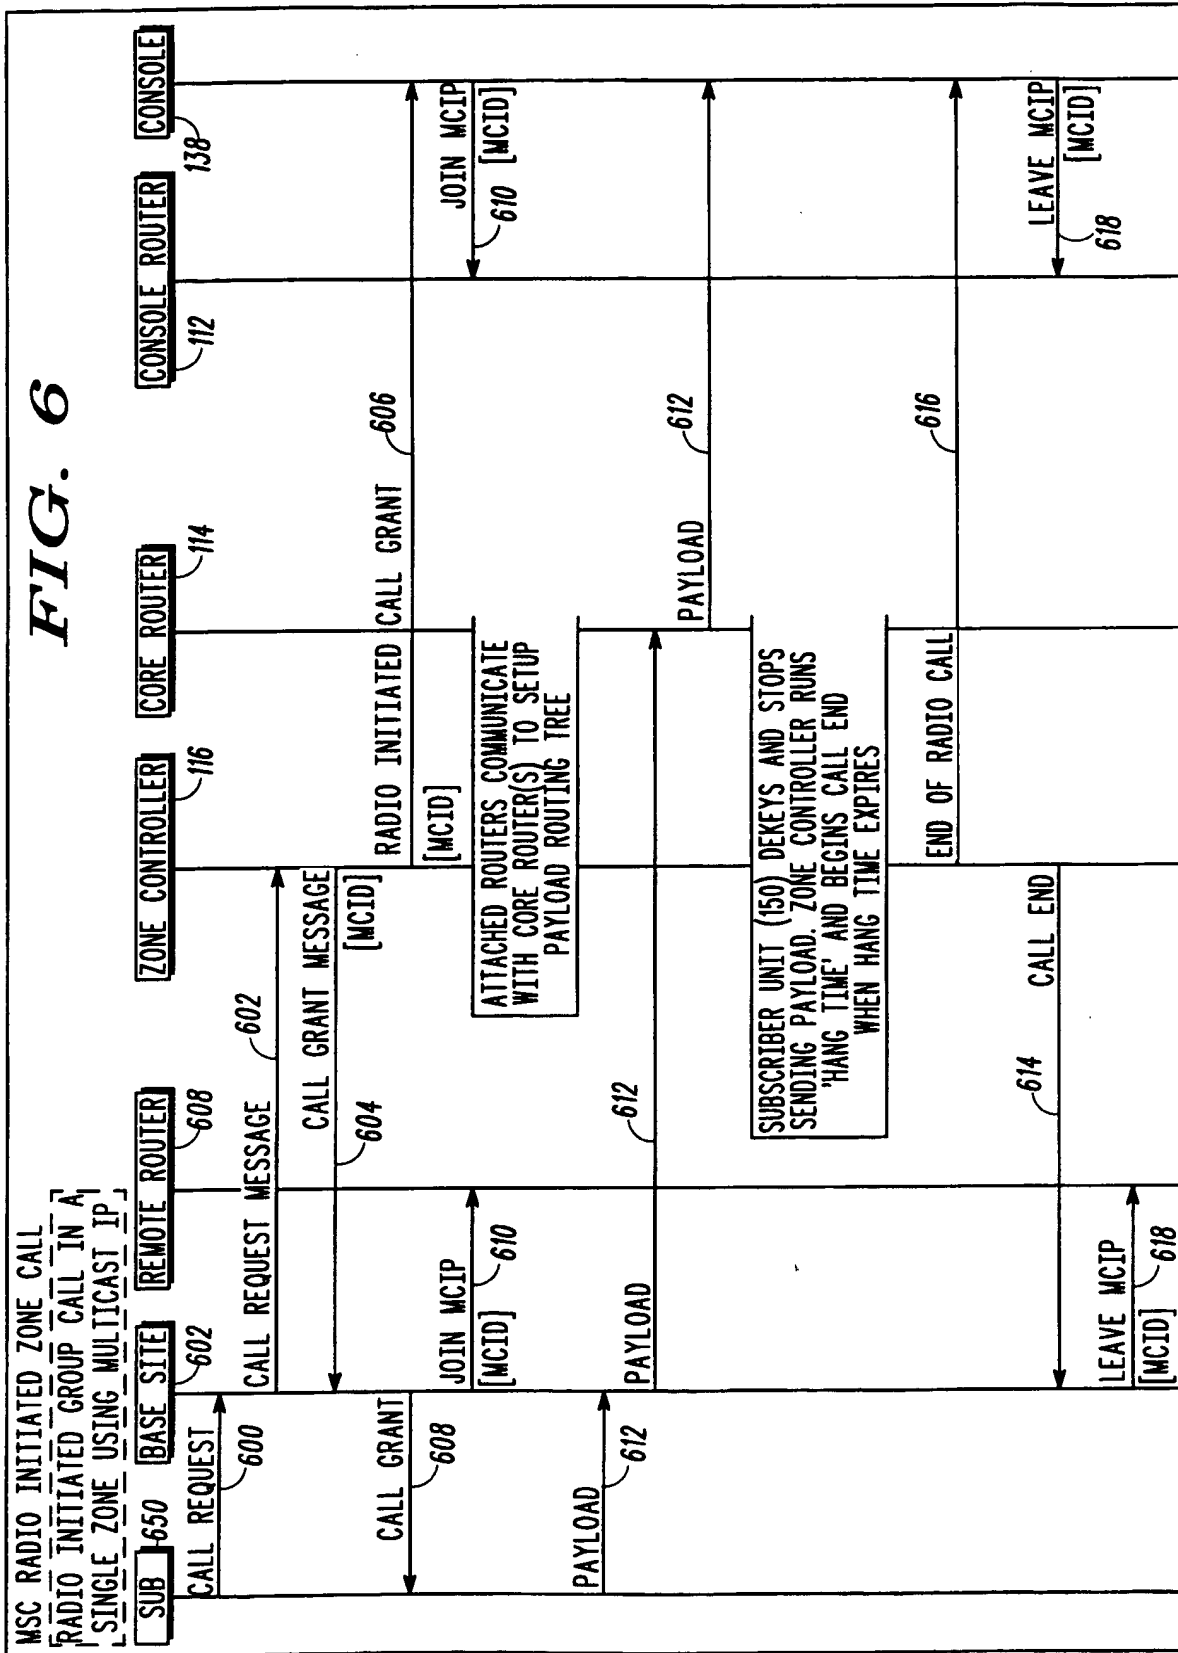 FIG. 6
MSC RADIO INITIATED ZONE CALL
RADIO INITIATED GROUP CALL IN A
SINGLE ZONE USING MULTICAST IP
SUB
650
BASE SITE
602
REMOTE ROUTER
608
ZONE CONTROLLER
116
CORE ROUTER
114
CONSOLE ROUTER
112
CONSOLE
138
CALL REQUEST
600
CALL REQUEST MESSAGE
602
CALL GRANT MESSAGE
604
[MCID]
RADIO INITIATED CALL GRANT
606
[MCID]
CALL GRANT
608
JOIN MCIP
610
[MCID]
JOIN MCIP
610
[MCID]
ATTACHED ROUTERS COMMUNICATE
WITH CORE ROUTER(S) TO SETUP
PAYLOAD ROUTING TREE
PAYLOAD
612
PAYLOAD
612
PAYLOAD
612
SUBSCRIBER UNIT (150) DEKEYS AND STOPS
SENDING PAYLOAD. ZONE CONTROLLER RUNS
'HANG TIME' AND BEGINS CALL END
WHEN HANG TIME EXPIRES
END OF RADIO CALL
616
CALL END
614
LEAVE MCIP
618
[MCID]
LEAVE MCIP
618
[MCID]